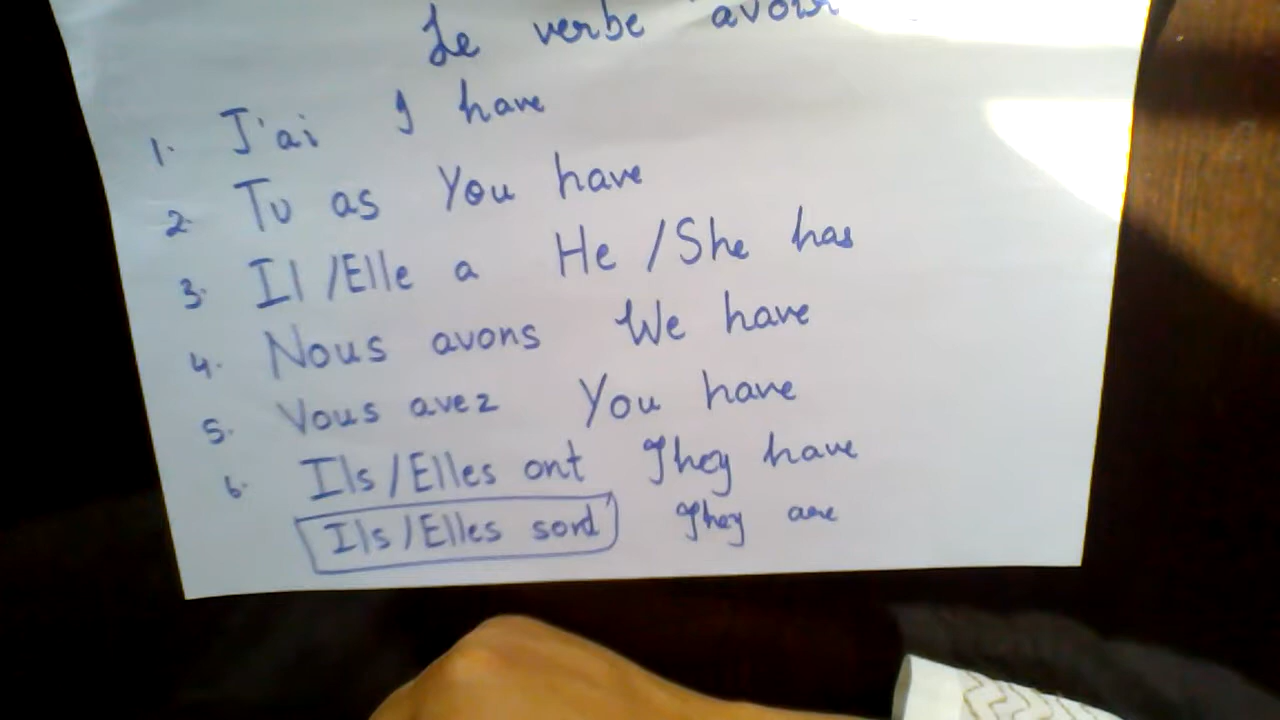 Le verbe avoir
1. J'ai I have
2. Tu as You have
3. Il/Elle a He/She has
4. Nous avons We have
5. Vous avez You have
6. Ils/Elles ont They have
Ils/Elles sont They are